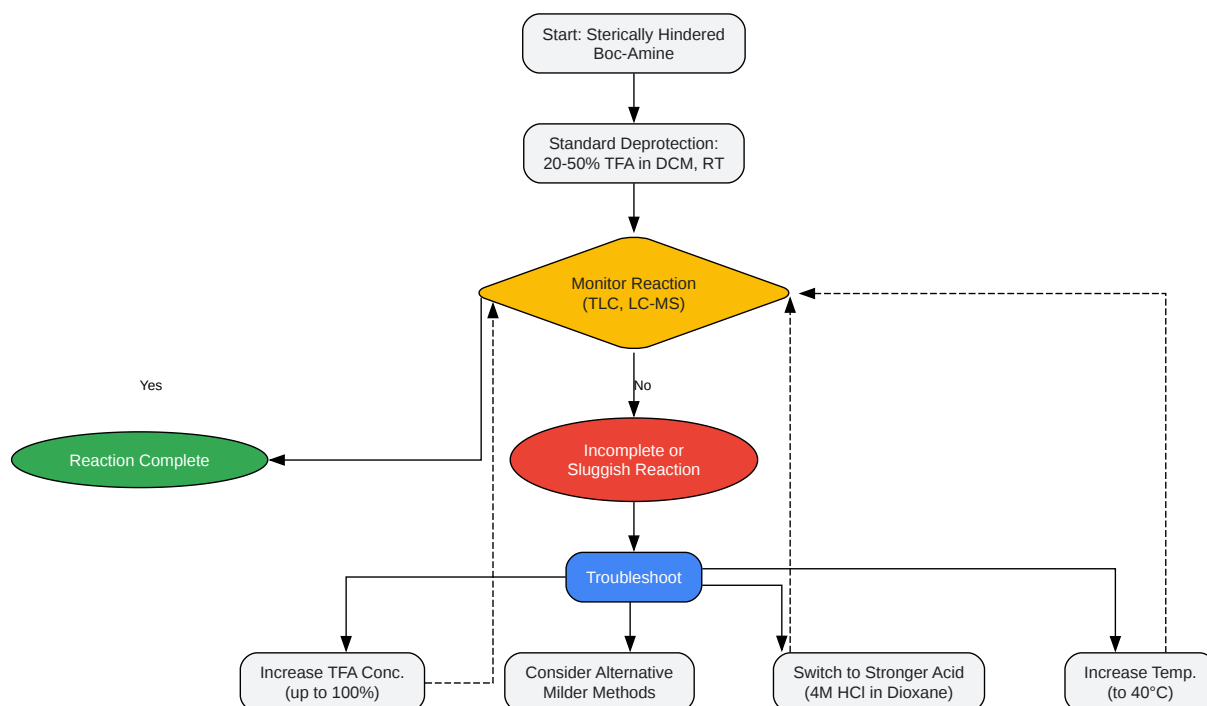 Start: Sterically Hindered
Boc-Amine
Standard Deprotection:
20-50% TFA in DCM, RT
Monitor Reaction
(TLC, LC-MS)
Yes
No
Reaction Complete
Incomplete or
Sluggish Reaction
Troubleshoot
Increase TFA Conc.
(up to 100%)
Consider Alternative
Milder Methods
Switch to Stronger Acid
(4M HCl in Dioxane)
Increase Temp.
(to 40°C)